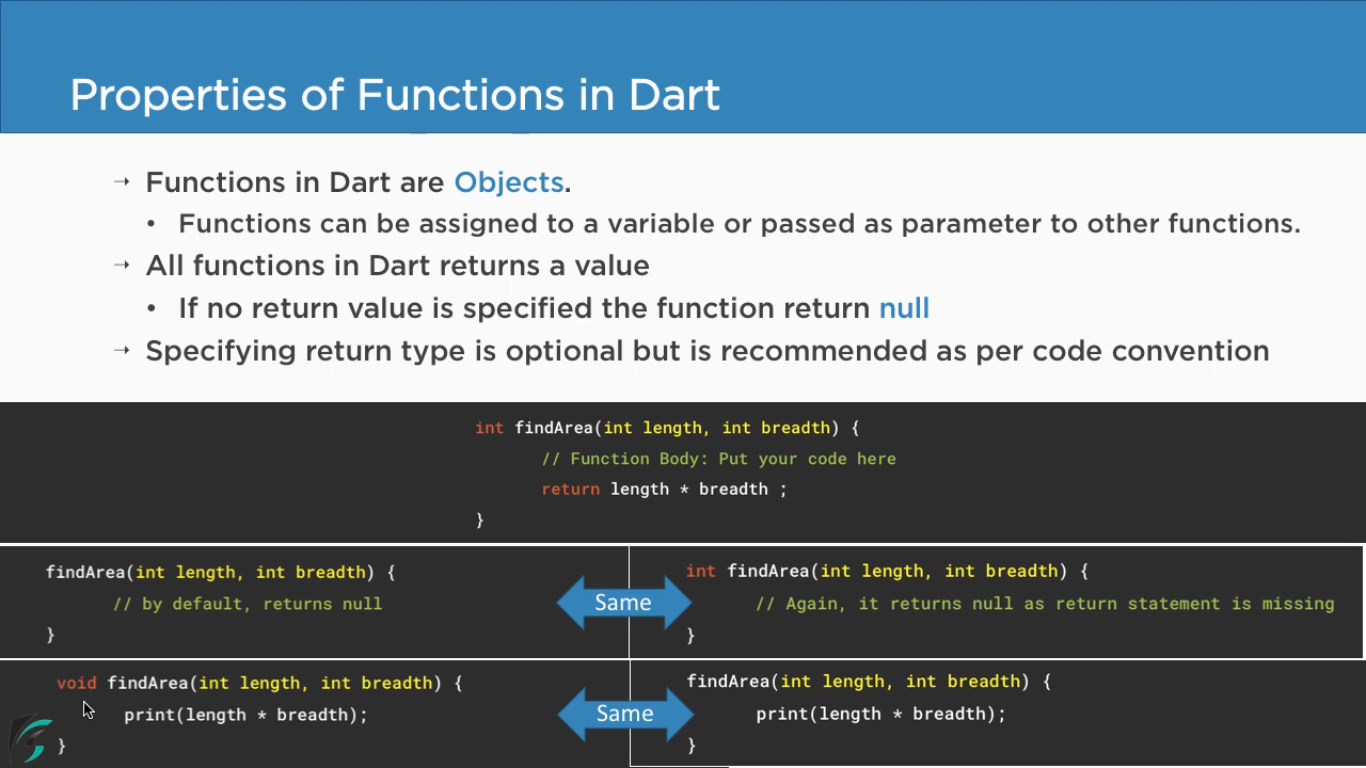 Properties of Functions in Dart
→ Functions in Dart are Objects.
• Functions can be assigned to a variable or passed as parameter to other functions.
→ All functions in Dart returns a value
• If no return value is specified the function return null
→ Specifying return type is optional but is recommended as per code convention
int findArea(int length, int breadth) {
// Function Body: Put your code here
return length * breadth ;
}
findArea(int length, int breadth) {
// by default, returns null
}
Same
int findArea(int length, int breadth) {
// Again, it returns null as return statement is missing
}
void findArea(int length, int breadth) {
print(length * breadth);
}
Same
findArea(int length, int breadth) {
print(length * breadth);
}